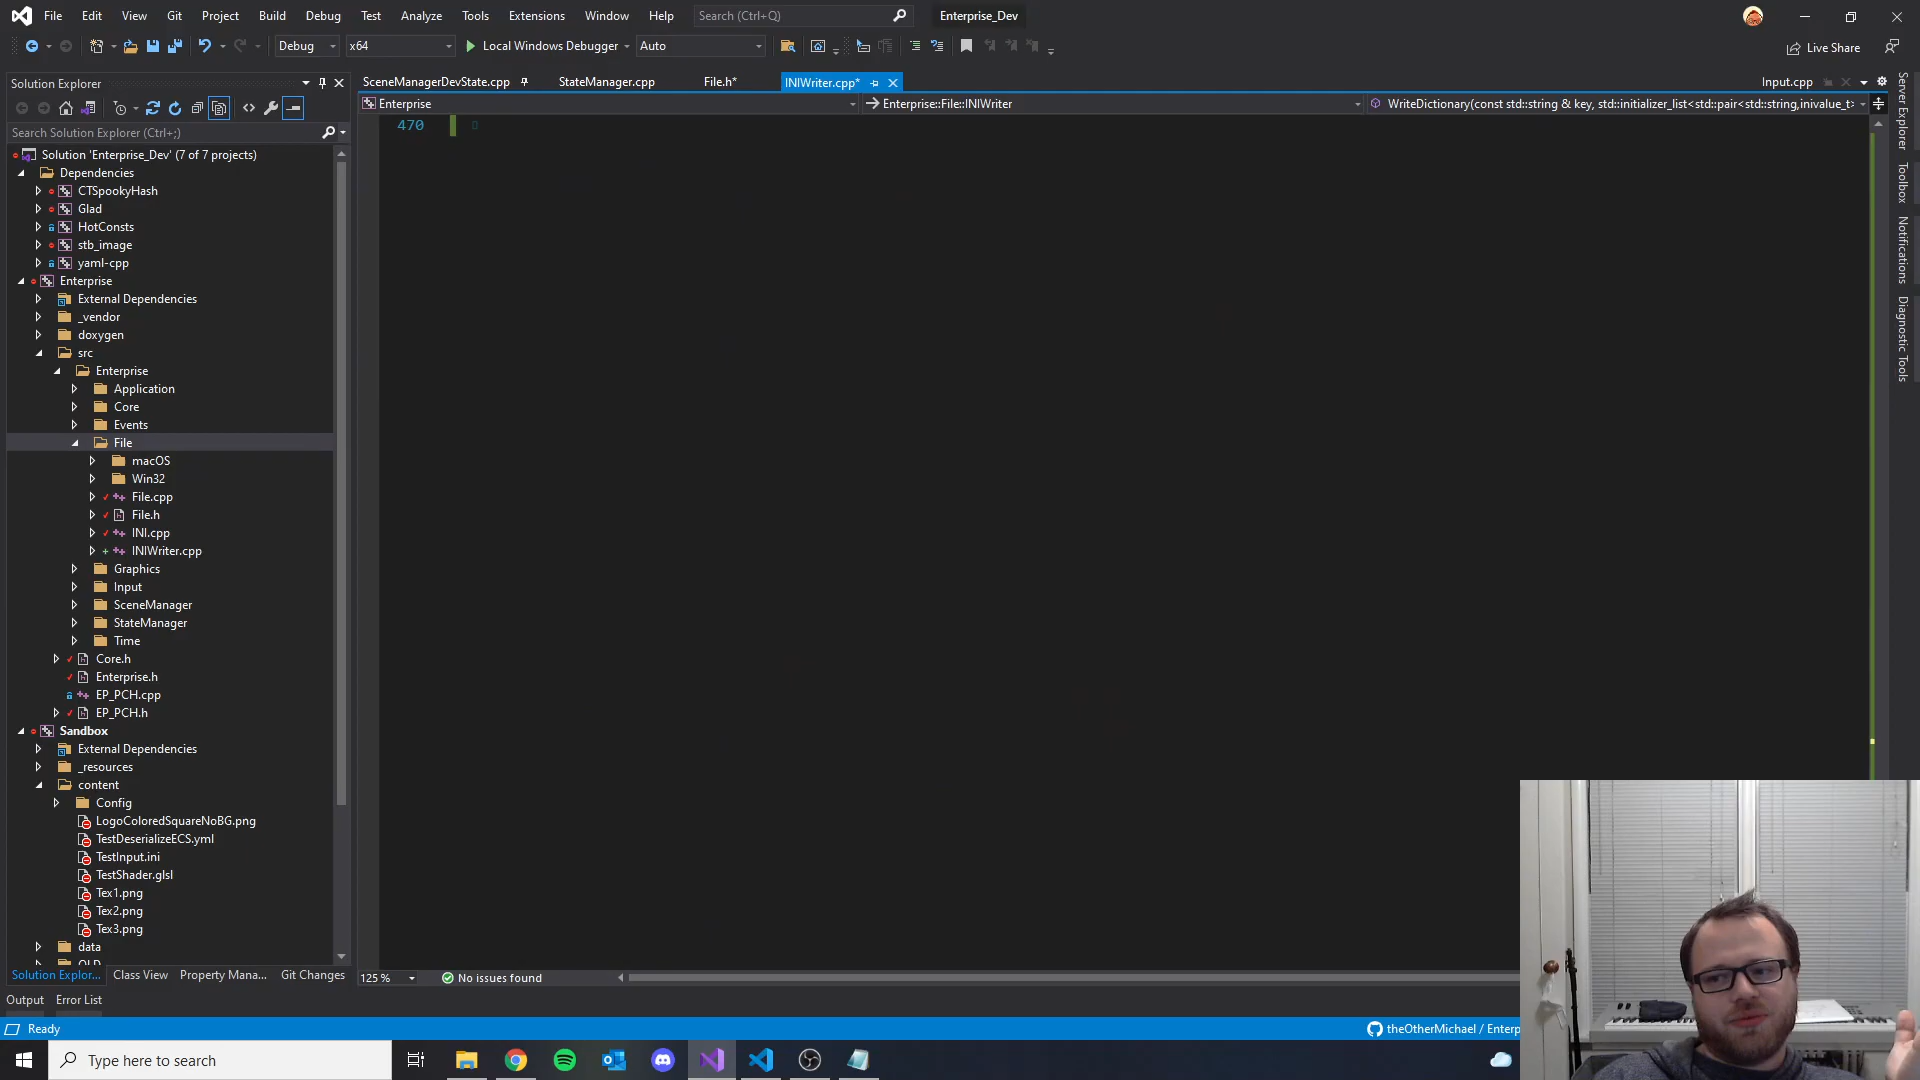 File Edit View Git Project Build Debug Test Analyze Tools Extensions Window Help Search (Ctrl+Q) Enterprise_Dev
Debug x64 Local Windows Debugger Auto Live Share
Solution Explorer
SceneManagerDevState.cpp StateManager.cpp File.h* INIWriter.cpp* Input.cpp
Enterprise Enterprise::File::INIWriter WriteDictionary(const std::string & key, std::initializer_list<std::pair<std::string,inivalue_t>
470
Search Solution Explorer (Ctrl+;)
Solution 'Enterprise_Dev' (7 of 7 projects)
Dependencies
CTSpookyHash
Glad
HotConsts
stb_image
yaml-cpp
Enterprise
External Dependencies
_vendor
doxygen
src
Enterprise
Application
Core
Events
File
macOS
Win32
File.cpp
File.h
INI.cpp
INIWriter.cpp
Graphics
Input
SceneManager
StateManager
Time
Core.h
Enterprise.h
EP_PCH.cpp
EP_PCH.h
Sandbox
External Dependencies
_resources
content
Config
LogoColoredSquareNoBG.png
TestDeserializeECS.yml
TestInput.ini
TestShader.glsl
Tex1.png
Tex2.png
Tex3.png
data
Solution Explor... Class View Property Mana... Git Changes
125 % No issues found
Output Error List
Ready
theOtherMichael / Enterp
Type here to search
Server Explorer
Toolbox
Notifications
Diagnostic Tools